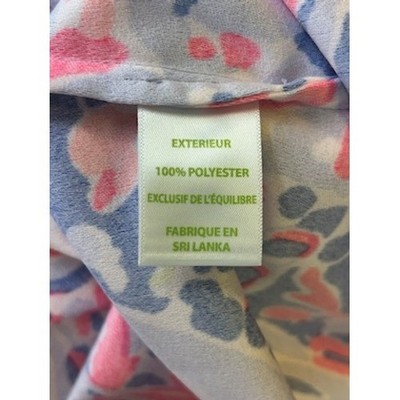 EXTERIEUR
100% POLYESTER
EXCLUSIF DE L'ÉQUILIBRE
FABRIQUE EN
SRI LANKA